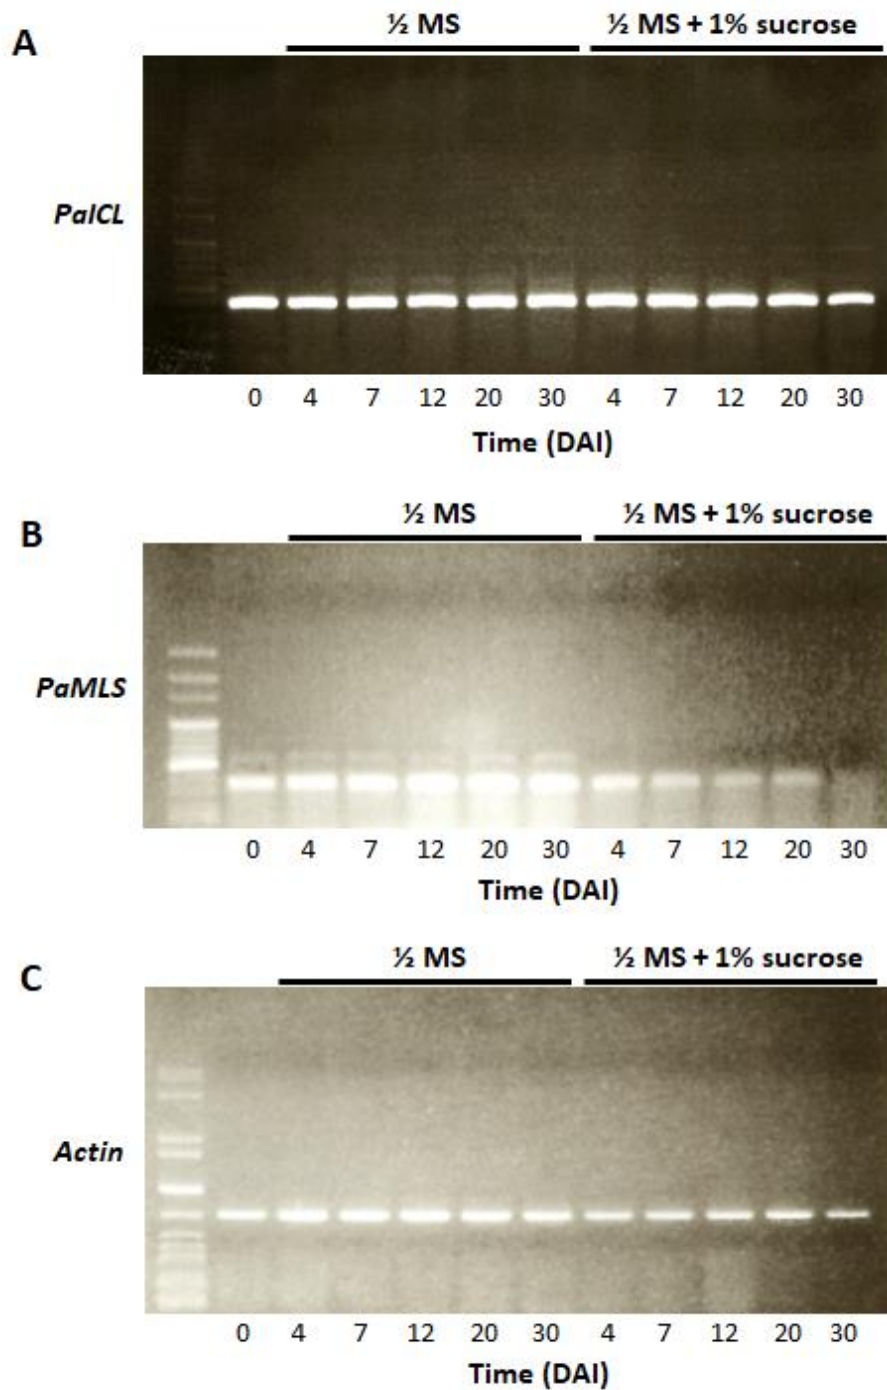 A
½ MS
½ MS + 1% sucrose
PaICL
0 4 7 12 20 30 4 7 12 20 30
Time (DAI)
B
½ MS
½ MS + 1% sucrose
PaMLS
0 4 7 12 20 30 4 7 12 20 30
Time (DAI)
C
½ MS
½ MS + 1% sucrose
Actin
0 4 7 12 20 30 4 7 12 20 30
Time (DAI)